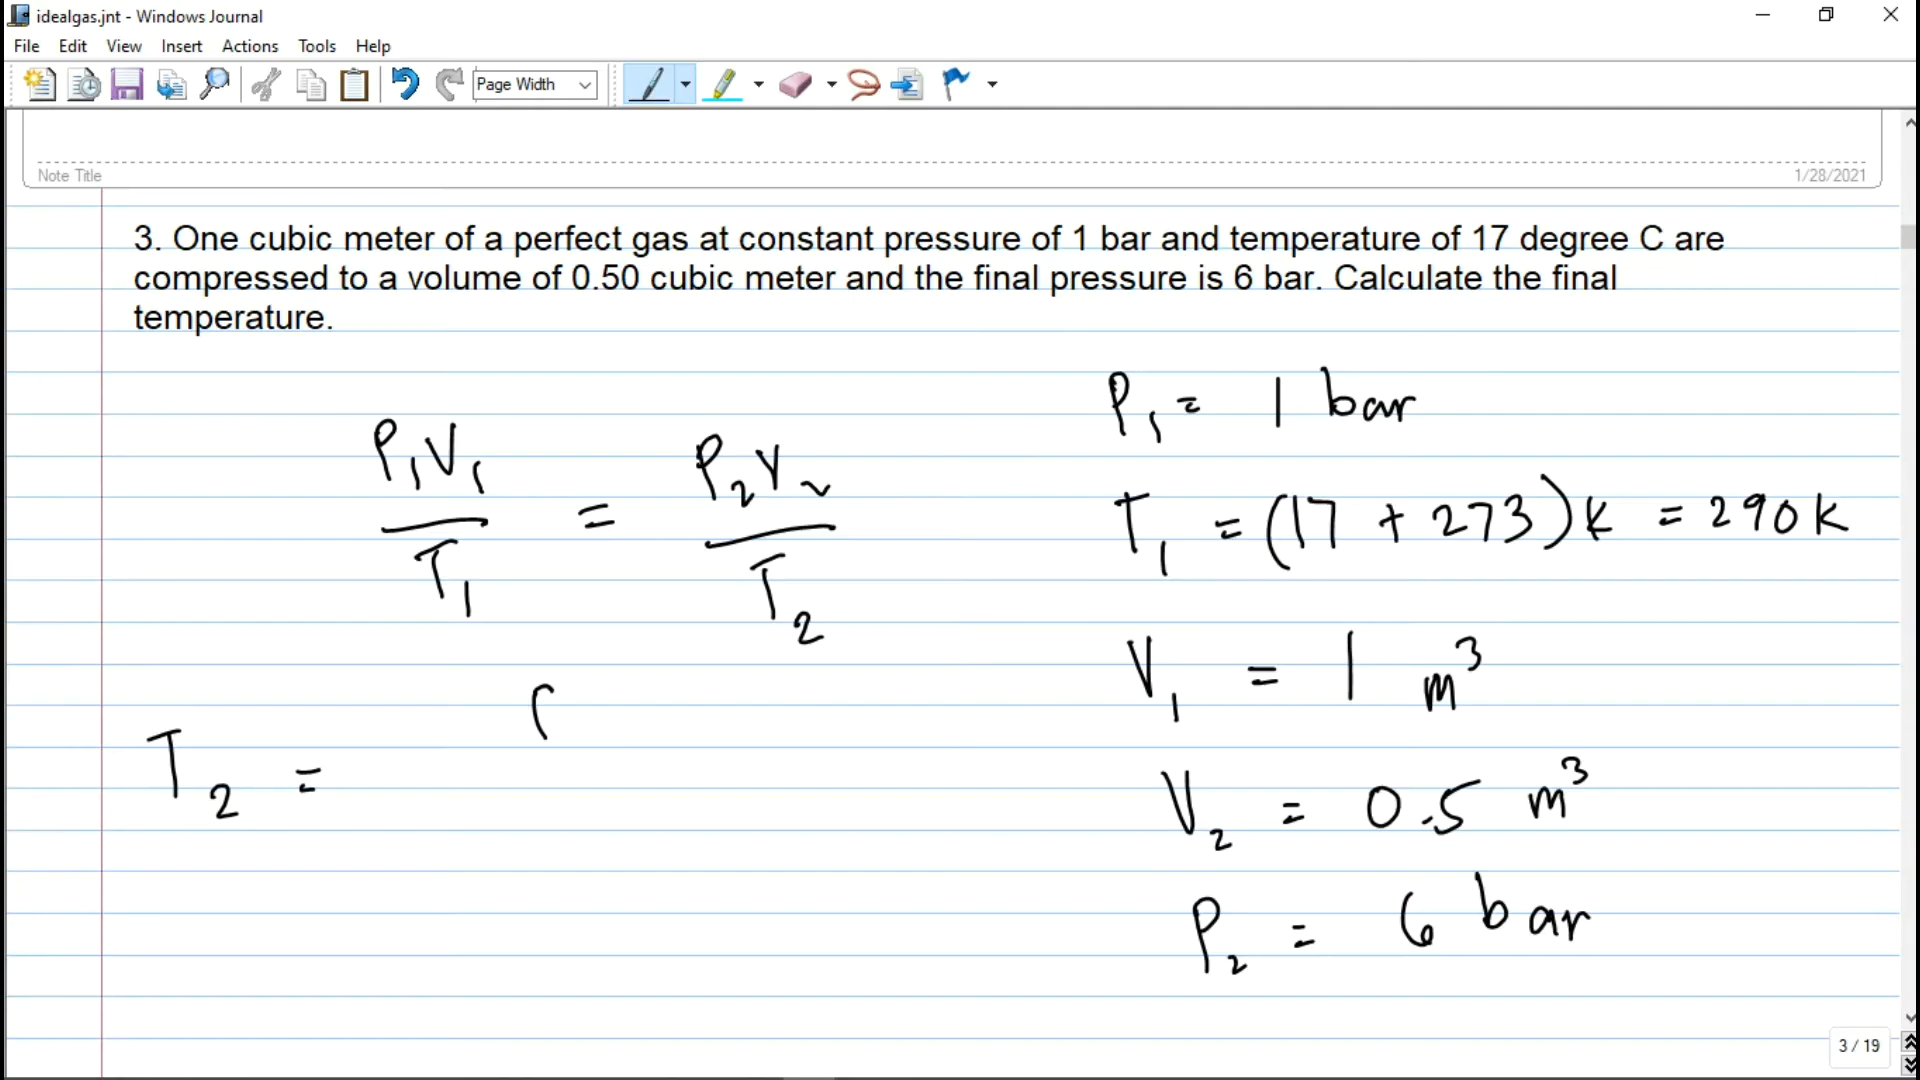 idealgas.jnt - Windows Journal
File Edit View Insert Actions Tools Help
Page Width
Note Title 1/28/2021
3. One cubic meter of a perfect gas at constant pressure of 1 bar and temperature of 17 degree C are
compressed to a volume of 0.50 cubic meter and the final pressure is 6 bar. Calculate the final
temperature.
P₁ = 1 bar
P₁V₁ / T₁ = P₂V₂ / T₂
T₁ = (17 + 273)K = 290K
V₁ = 1 m³
T₂ = (
V₂ = 0.5 m³
P₂ = 6 bar
3 / 19